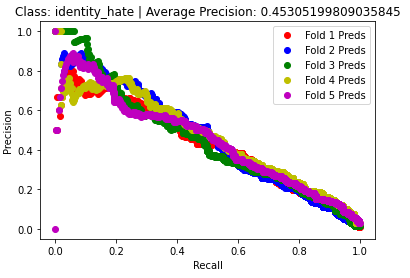 Class: identity_hate | Average Precision: 0.45305199809035845
Fold 1 Preds
Fold 2 Preds
Fold 3 Preds
Fold 4 Preds
Fold 5 Preds
Precision
1.0
0.8
0.6
0.4
0.2
0.0
0.0 0.2 0.4 0.6 0.8 1.0
Recall